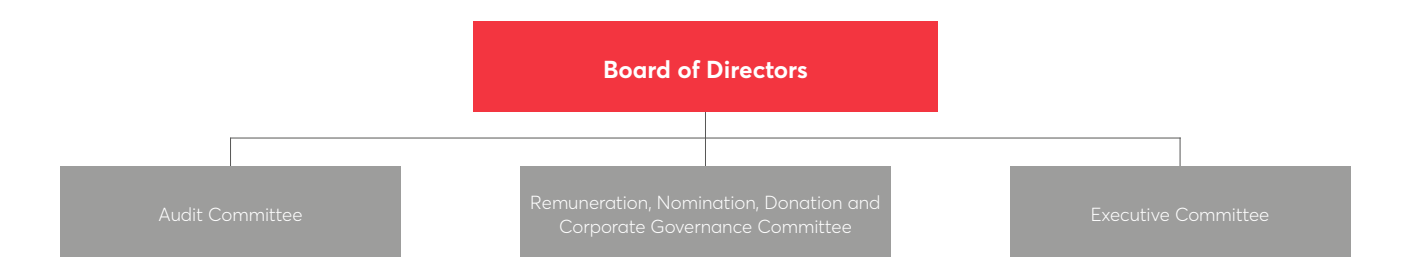 Board of Directors
Audit Committee
Remuneration, Nomination, Donation and
Corporate Governance Committee
Executive Committee